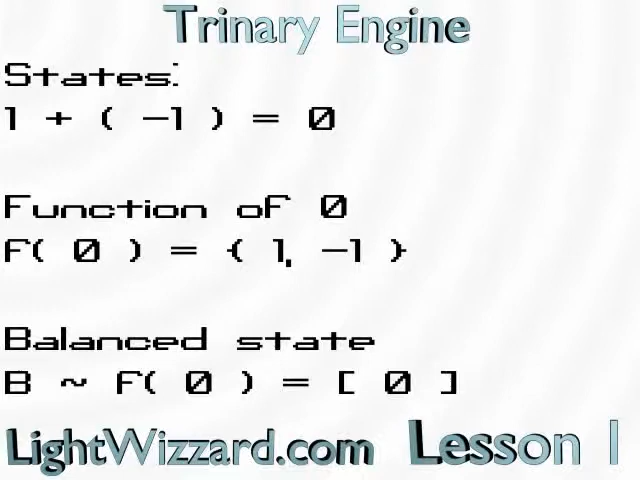 Trinary Engine
States:
1 + ( -1 ) = 0
Function of 0
F( 0 ) = { 1, -1 }
Balanced state
B ~ F( 0 ) = [ 0 ]
LightWizzard.com Lesson 1